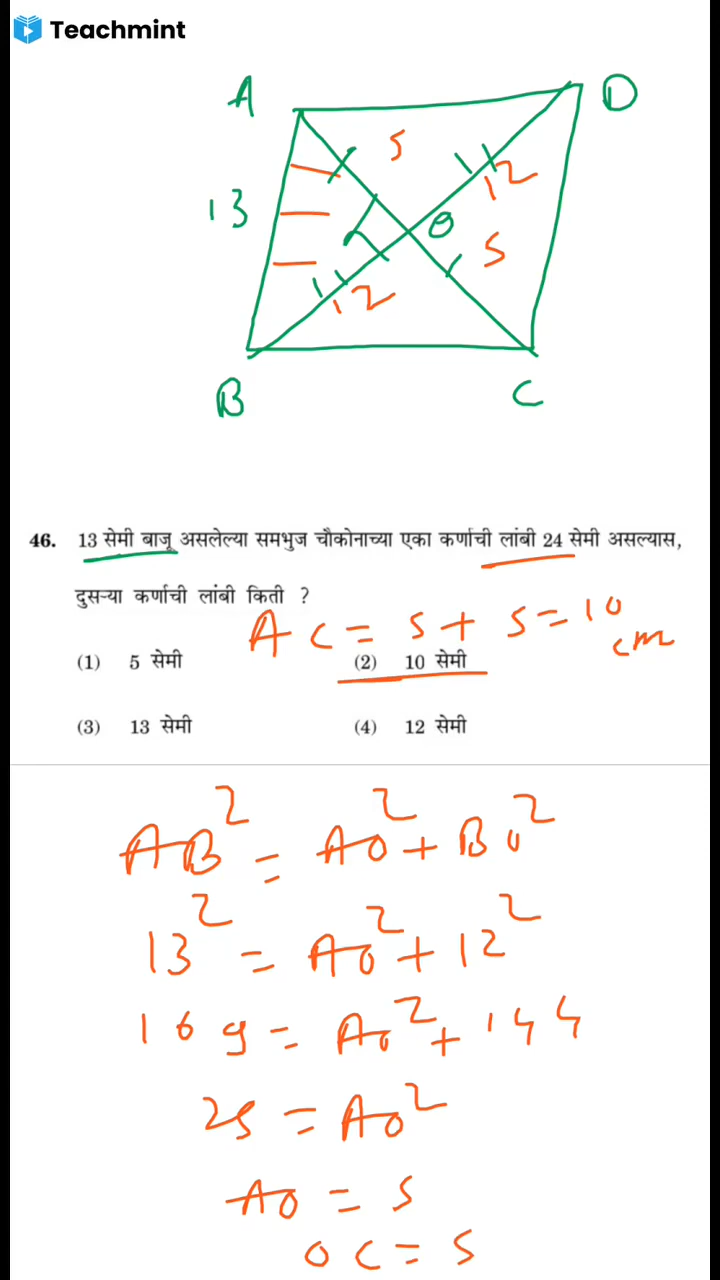 Teachmint
A D
5
12
13
O
5
12
B C
46. 13 सेमी बाजू असलेल्या समभुज चौकोनाच्या एका कर्णाची लांबी 24 सेमी असल्यास,
दुसऱ्या कर्णाची लांबी किती ?
AC = 5 + 5 = 10 cm
(1) 5 सेमी (2) 10 सेमी
(3) 13 सेमी (4) 12 सेमी
AB² = AO² + BO²
13² = AO² + 12²
169 = AO² + 144
25 = AO²
AO = 5
OC = 5